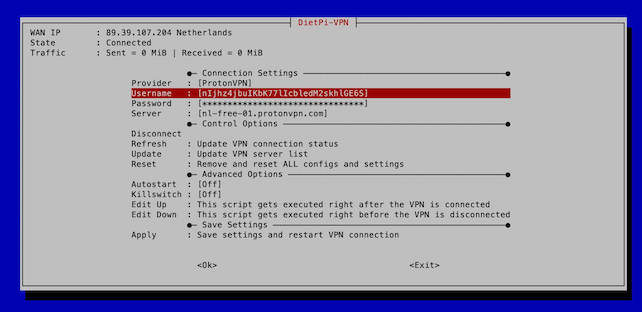 DietPi-VPN
WAN IP : 89.39.107.204 Netherlands
State : Connected
Traffic : Sent = 0 MiB | Received = 0 MiB
Connection Settings
Provider : [ProtonVPN]
Username : [nIjhz4jbuIKbK77lIcbledM2skhlGE6S]
Password : [********************************]
Server : [nl-free-01.protonvpn.com]
Control Options
Disconnect
Refresh : Update VPN connection status
Update : Update VPN server list
Reset : Remove and reset ALL configs and settings
Advanced Options
Autostart : [Off]
Killswitch : [Off]
Edit Up : This script gets executed right after the VPN is connected
Edit Down : This script gets executed right before the VPN is disconnected
Save Settings
Apply : Save settings and restart VPN connection
<Ok> <Exit>